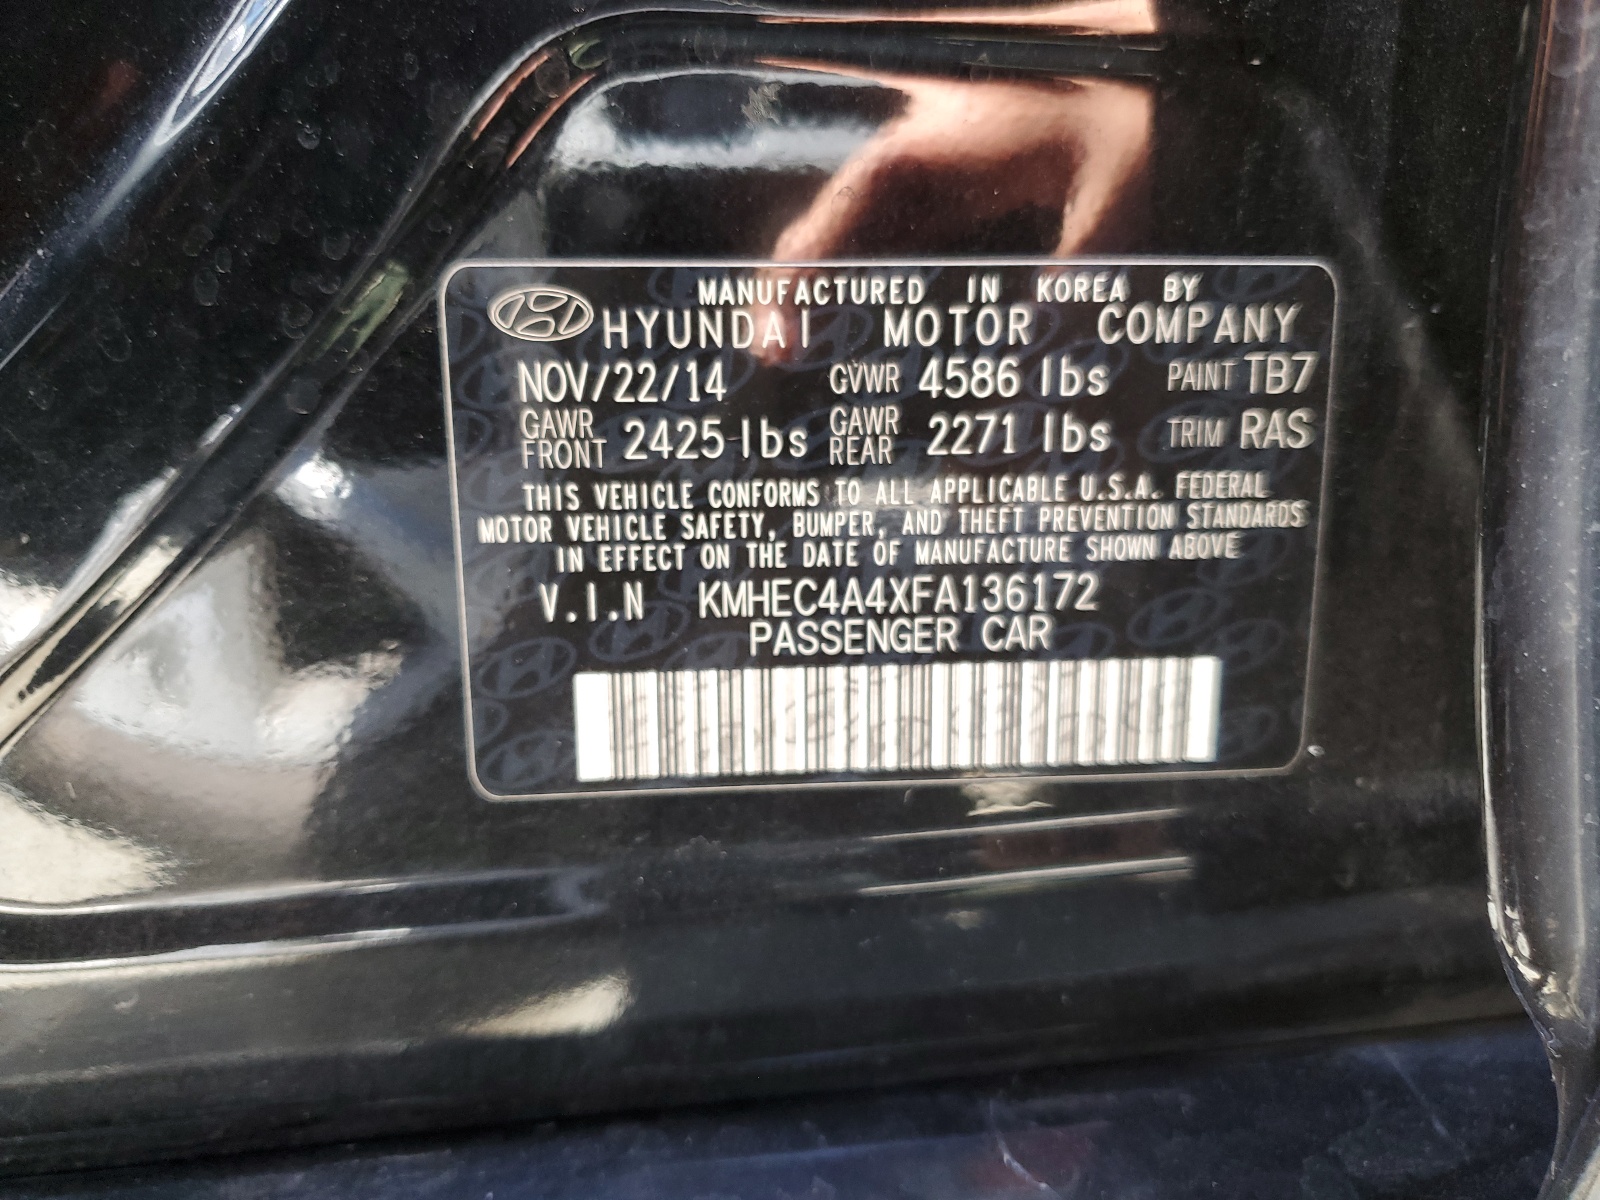 MANUFACTURED IN KOREA BY
HYUNDAI MOTOR COMPANY
NOV/22/14 GVWR 4586 lbs PAINT TB7
GAWR FRONT 2425 lbs GAWR REAR 2271 lbs TRIM RAS
THIS VEHICLE CONFORMS TO ALL APPLICABLE U.S.A. FEDERAL
MOTOR VEHICLE SAFETY, BUMPER, AND THEFT PREVENTION STANDARDS
IN EFFECT ON THE DATE OF MANUFACTURE SHOWN ABOVE
V.I.N KMHEC4A4XFA136172
PASSENGER CAR